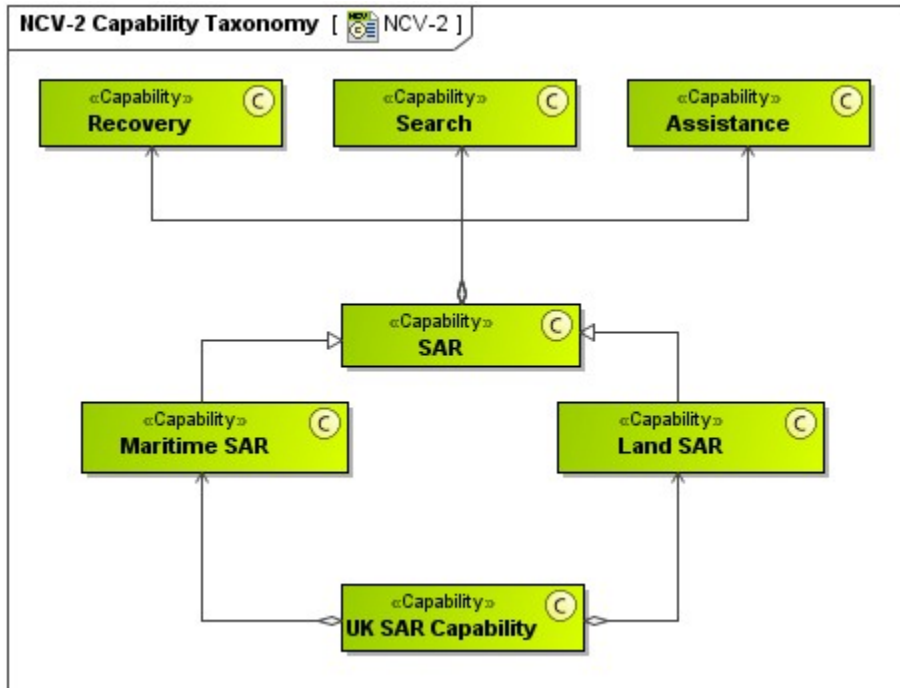 NCV-2 Capability Taxonomy [ NCV-2 ]
«Capability» C
Recovery
«Capability» C
Search
«Capability» C
Assistance
«Capability» C
SAR
«Capability» C
Maritime SAR
«Capability» C
Land SAR
«Capability» C
UK SAR Capability